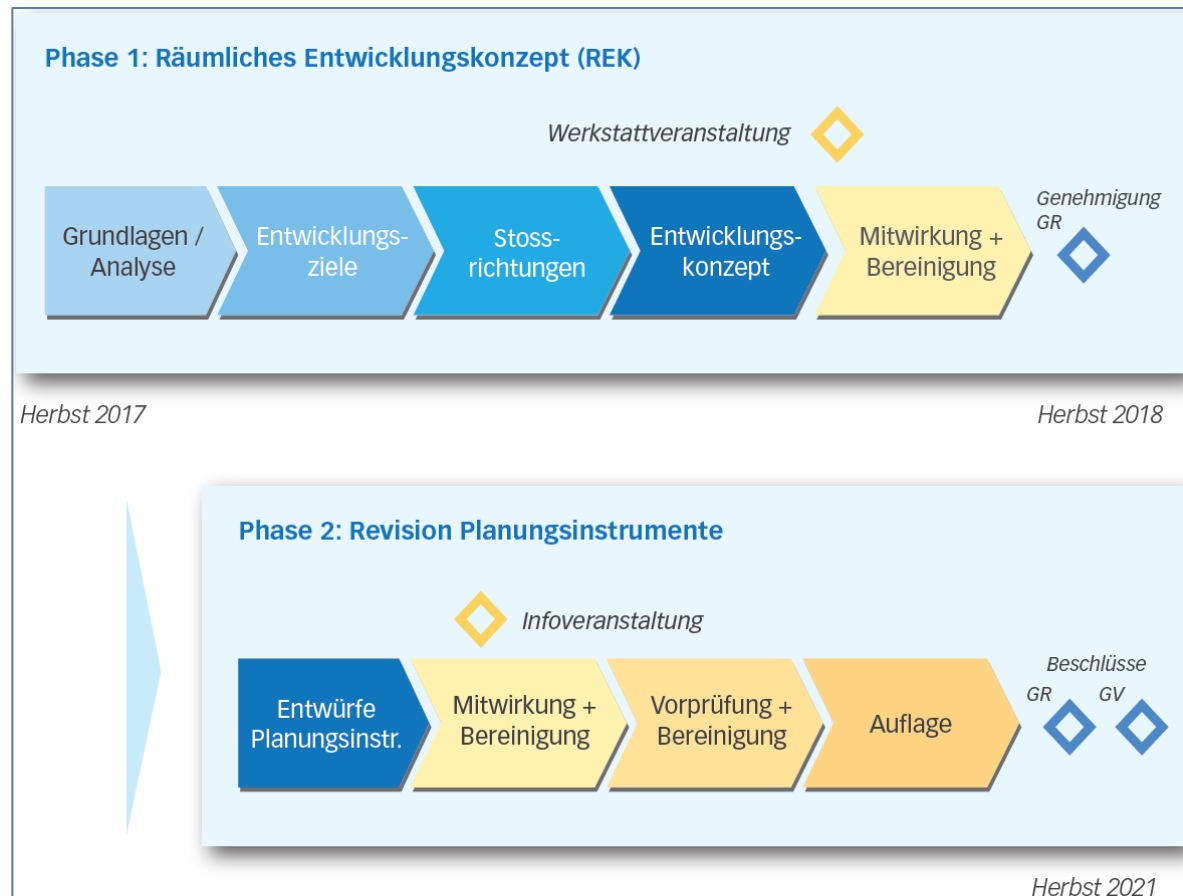 Phase 1: Räumliches Entwicklungskonzept (REK)
Werkstattveranstaltung
Grundlagen /
Analyse
Entwicklungs-
ziele
Stoss-
richtungen
Entwicklungs-
konzept
Mitwirkung +
Bereinigung
Genehmigung
GR
Herbst 2017
Herbst 2018
Phase 2: Revision Planungsinstrumente
Infoveranstaltung
Entwürfe
Planungsinstr.
Mitwirkung +
Bereinigung
Vorprüfung +
Bereinigung
Auflage
Beschlüsse
GR
GV
Herbst 2021